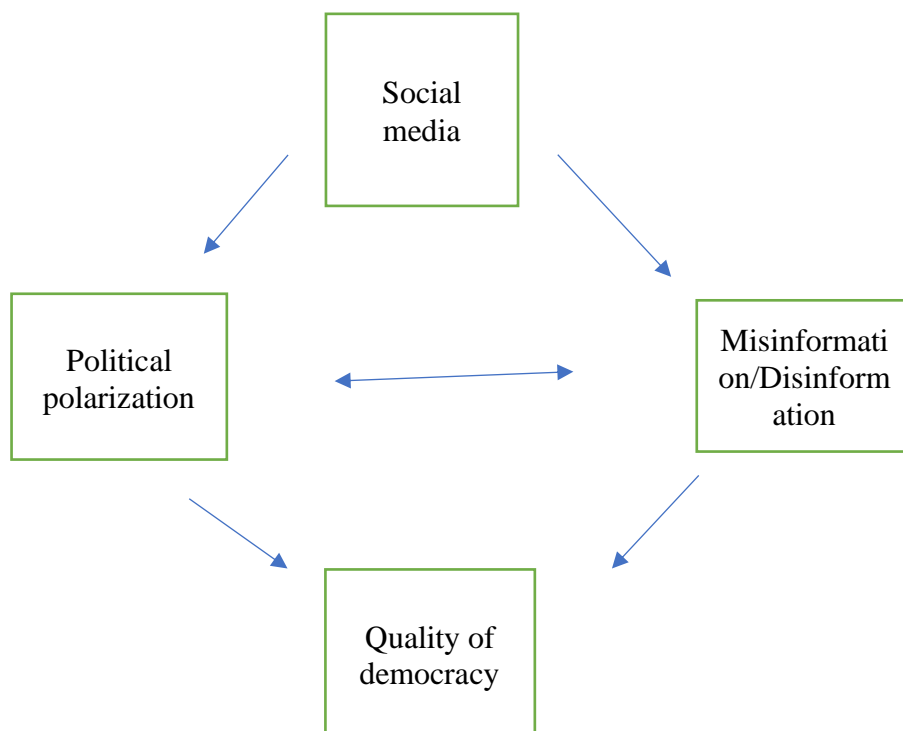 Social
media
Political
polarization
Misinformati
on/Disinform
ation
Quality of
democracy